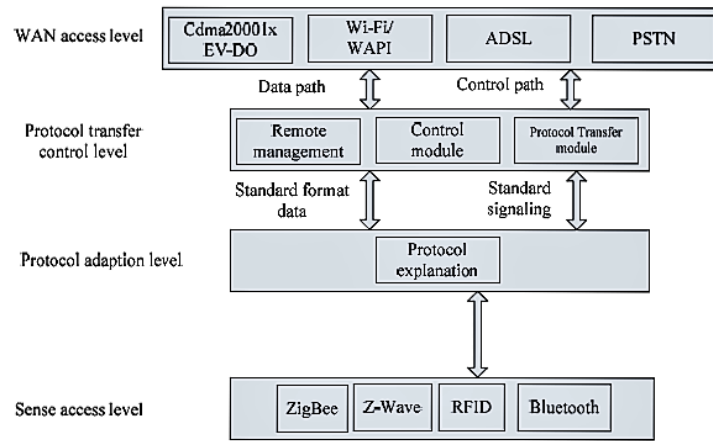 WAN access level
Cdma20001x
EV-DO
Wi-Fi/
WAPI
ADSL
PSTN
Data path
Control path
Protocol transfer
control level
Remote
management
Control
module
Protocol Transfer
module
Standard format
data
Standard
signaling
Protocol adaption level
Protocol
explanation
Sense access level
ZigBee
Z-Wave
RFID
Bluetooth